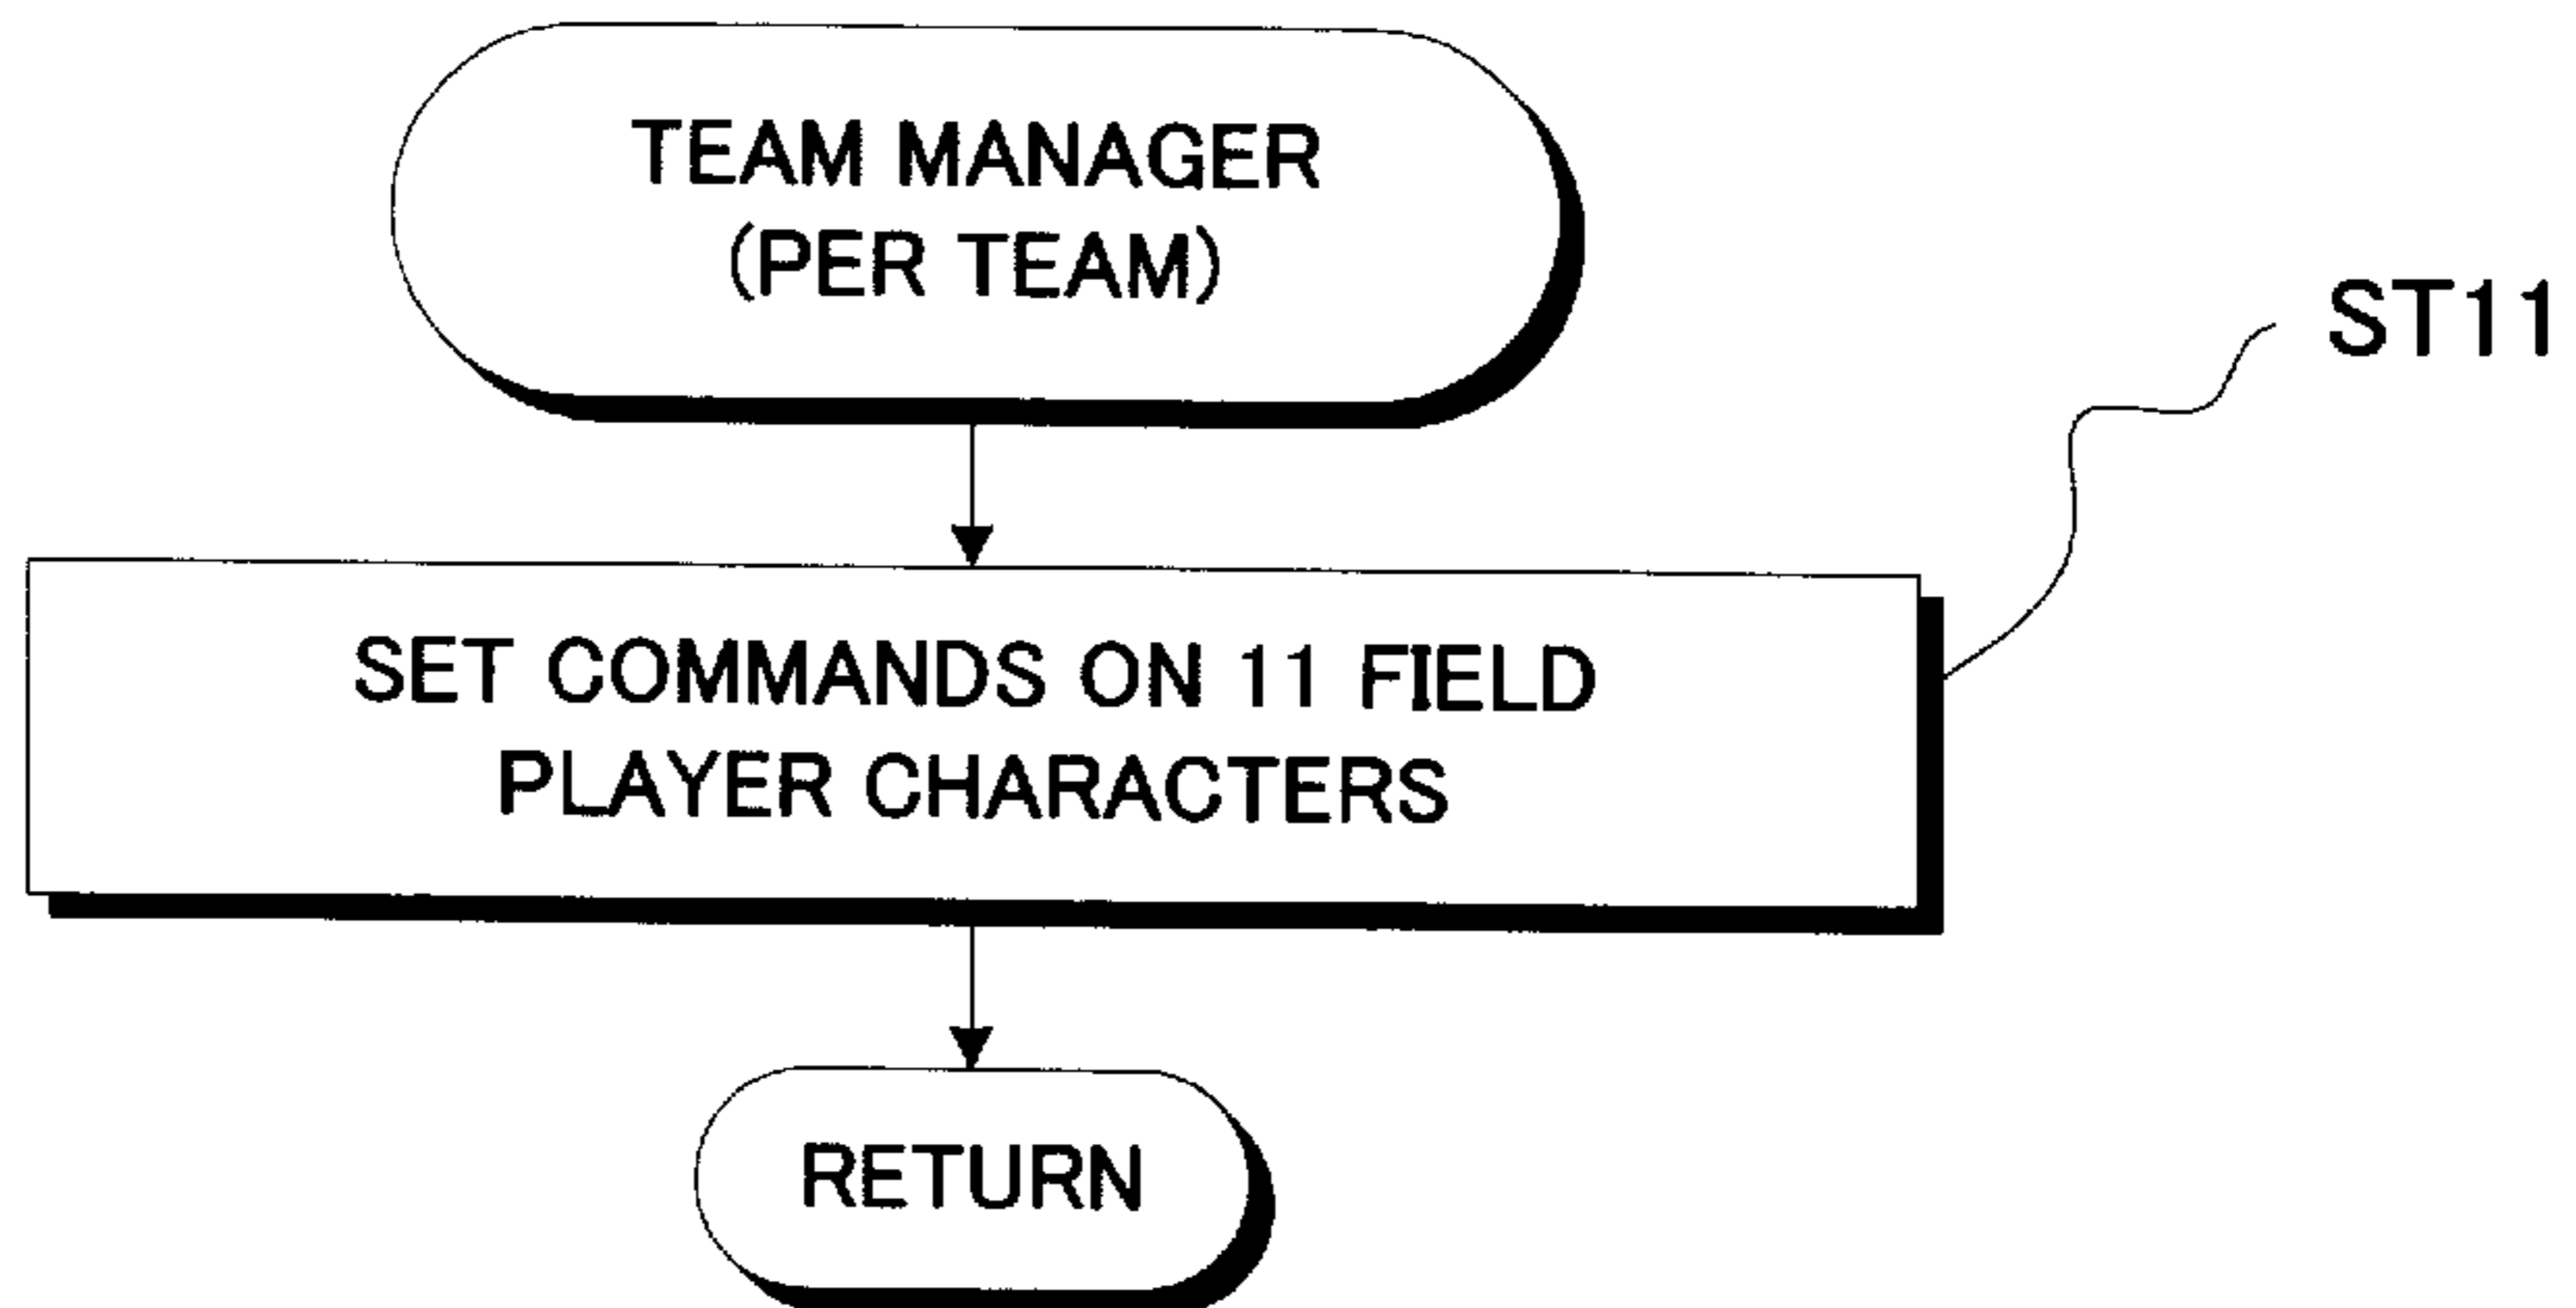 TEAM MANAGER
(PER TEAM)
ST11
SET COMMANDS ON 11 FIELD
PLAYER CHARACTERS
RETURN